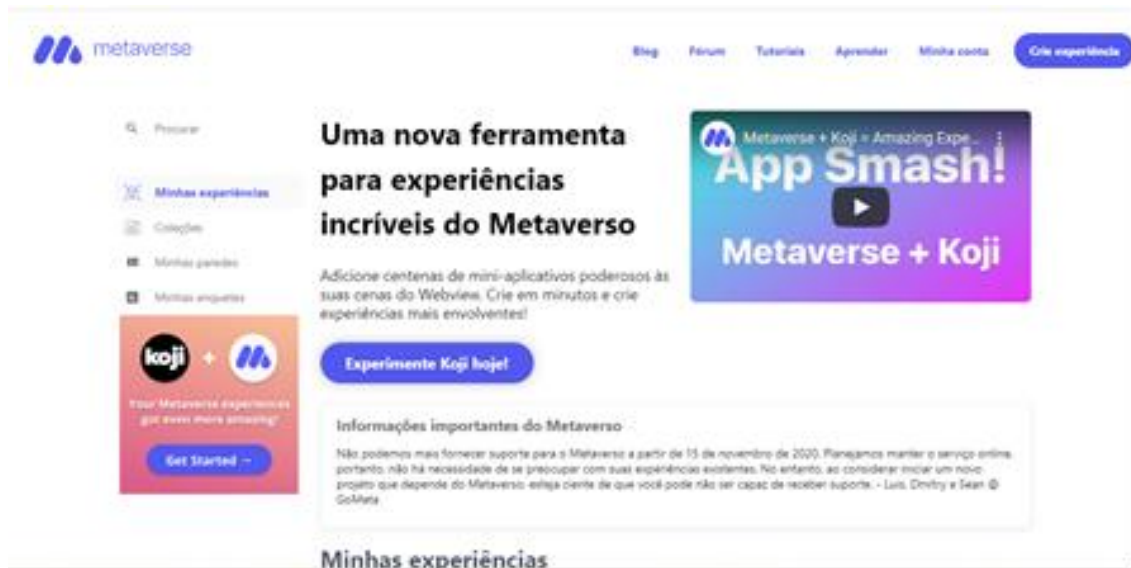 metaverse
Blog
Fórum
Tutoriais
Aprender
Minha conta
Crie experiência
Procurar
Minhas experiências
Coleções
Minhas paredes
Minhas enquetes
koji + 
Your Metaverse experiences
got even more amazing!
Get Started →
Uma nova ferramenta
para experiências
incríveis do Metaverso
Adicione centenas de mini-aplicativos poderosos às
suas cenas do Webview. Crie em minutos e crie
experiências mais envolventes!
Experimente Koji hoje!
Metaverse + Koji = Amazing Expe...
App Smash!
Metaverse + Koji
Informações importantes do Metaverso
Não podemos mais fornecer suporte para o Metaverso a partir de 15 de novembro de 2020. Planejamos manter o serviço online,
portanto, não há necessidade de se preocupar com suas experiências existentes. No entanto, ao considerar iniciar um novo
projeto que depende do Metaverso, esteja ciente de que você pode não ser capaz de receber suporte. - Luis, Dmitry e Sean @
GoMeta
Minhas experiências